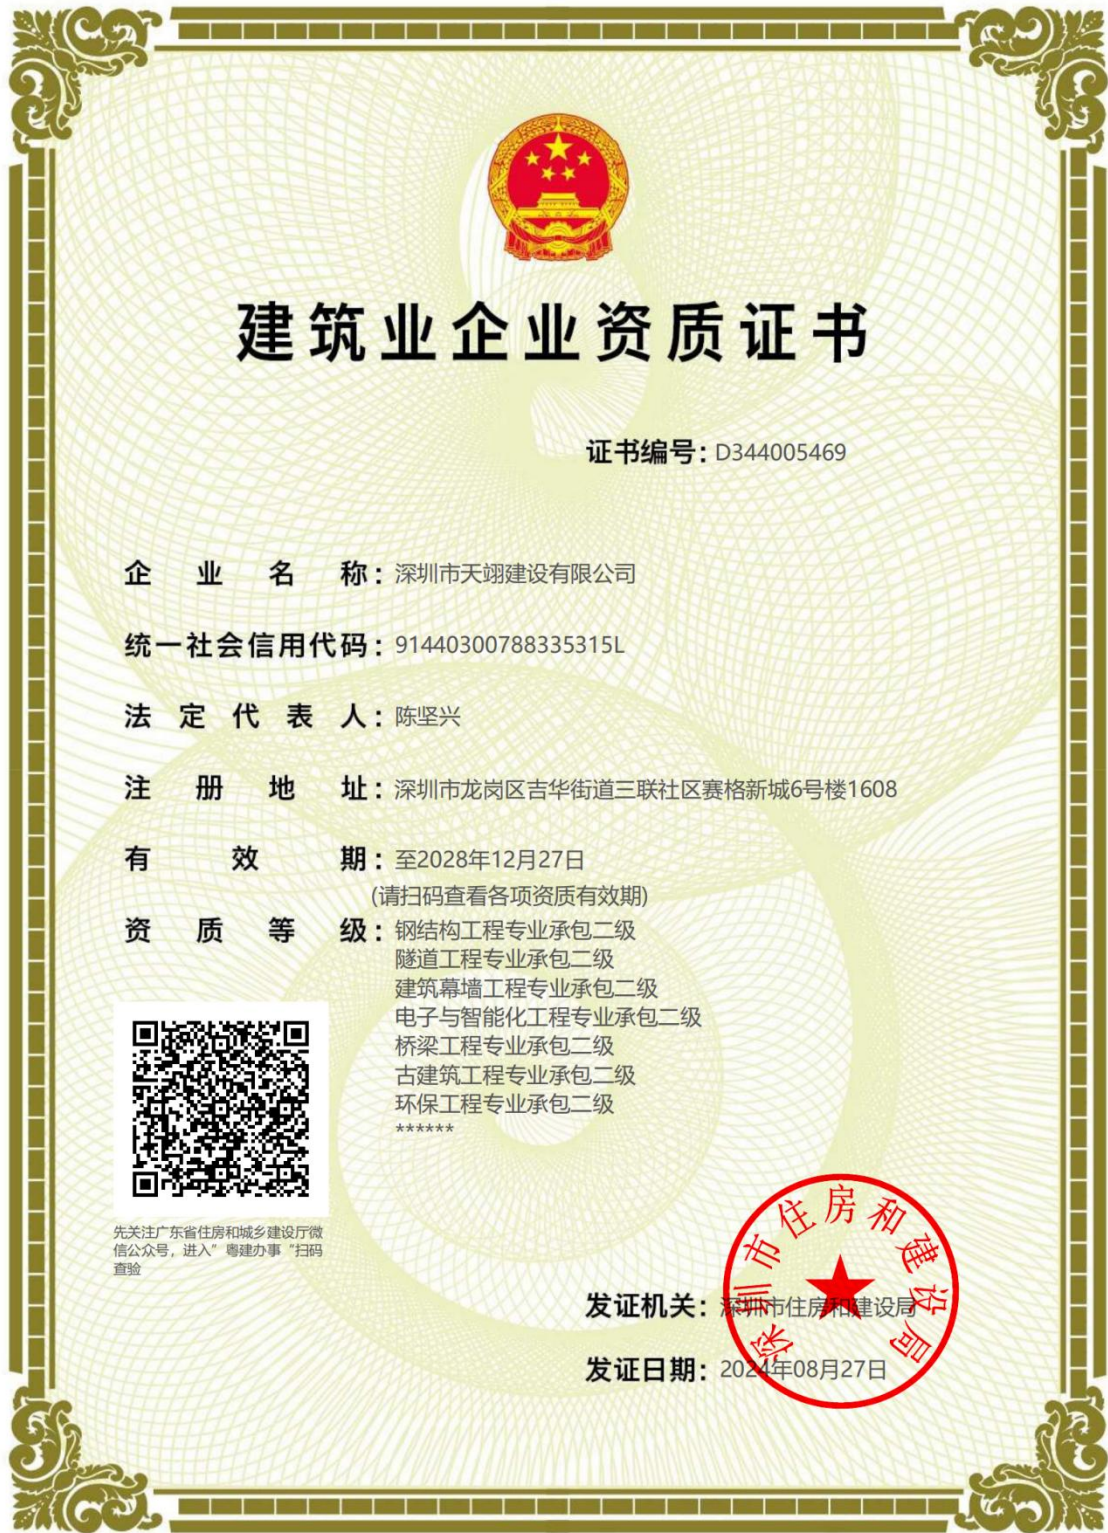 建筑业企业资质证书
证书编号：D344005469
企业名称：深圳市天翊建设有限公司
统一社会信用代码：91440300788335315L
法定代表人：陈坚兴
注册地址：深圳市龙岗区吉华街道三联社区赛格新城6号楼1608
有效期：至2028年12月27日
(请扫码查看各项资质有效期)
资质等级：钢结构工程专业承包二级
隧道工程专业承包二级
建筑幕墙工程专业承包二级
电子与智能化工程专业承包二级
桥梁工程专业承包二级
古建筑工程专业承包二级
环保工程专业承包二级
******
先关注广东省住房和城乡建设厅微
信公众号，进入”粤建办事“扫码
查验
发证机关：深圳市住房和建设局
发证日期：2024年08月27日
深圳市住房和建设局